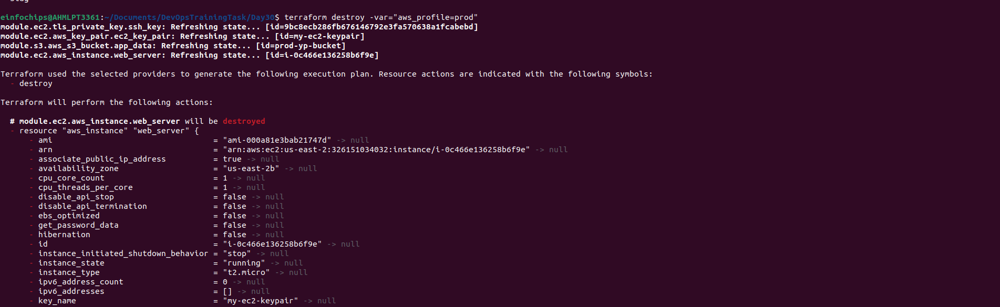 stag
einfochips@AHMLPT3361:~/Documents/DevOpsTrainingTask/Day30$ terraform destroy -var="aws_profile=prod"
module.ec2.tls_private_key.ssh_key: Refreshing state... [id=9bc8ecb286fb676146792e3fa570638a1fcabebd]
module.ec2.aws_key_pair.ec2_key_pair: Refreshing state... [id=my-ec2-keypair]
module.s3.aws_s3_bucket.app_data: Refreshing state... [id=prod-yp-bucket]
module.ec2.aws_instance.web_server: Refreshing state... [id=i-0c466e136258b6f9e]
Terraform used the selected providers to generate the following execution plan. Resource actions are indicated with the following symbols:
- destroy
Terraform will perform the following actions:
# module.ec2.aws_instance.web_server will be destroyed
- resource "aws_instance" "web_server" {
- ami = "ami-000a81e3bab21747d" -> null
- arn = "arn:aws:ec2:us-east-2:326151034032:instance/i-0c466e136258b6f9e" -> null
- associate_public_ip_address = true -> null
- availability_zone = "us-east-2b" -> null
- cpu_core_count = 1 -> null
- cpu_threads_per_core = 1 -> null
- disable_api_stop = false -> null
- disable_api_termination = false -> null
- ebs_optimized = false -> null
- get_password_data = false -> null
- hibernation = false -> null
- id = "i-0c466e136258b6f9e" -> null
- instance_initiated_shutdown_behavior = "stop" -> null
- instance_state = "running" -> null
- instance_type = "t2.micro" -> null
- ipv6_address_count = 0 -> null
- ipv6_addresses = [] -> null
- key_name = "my-ec2-keypair" -> null